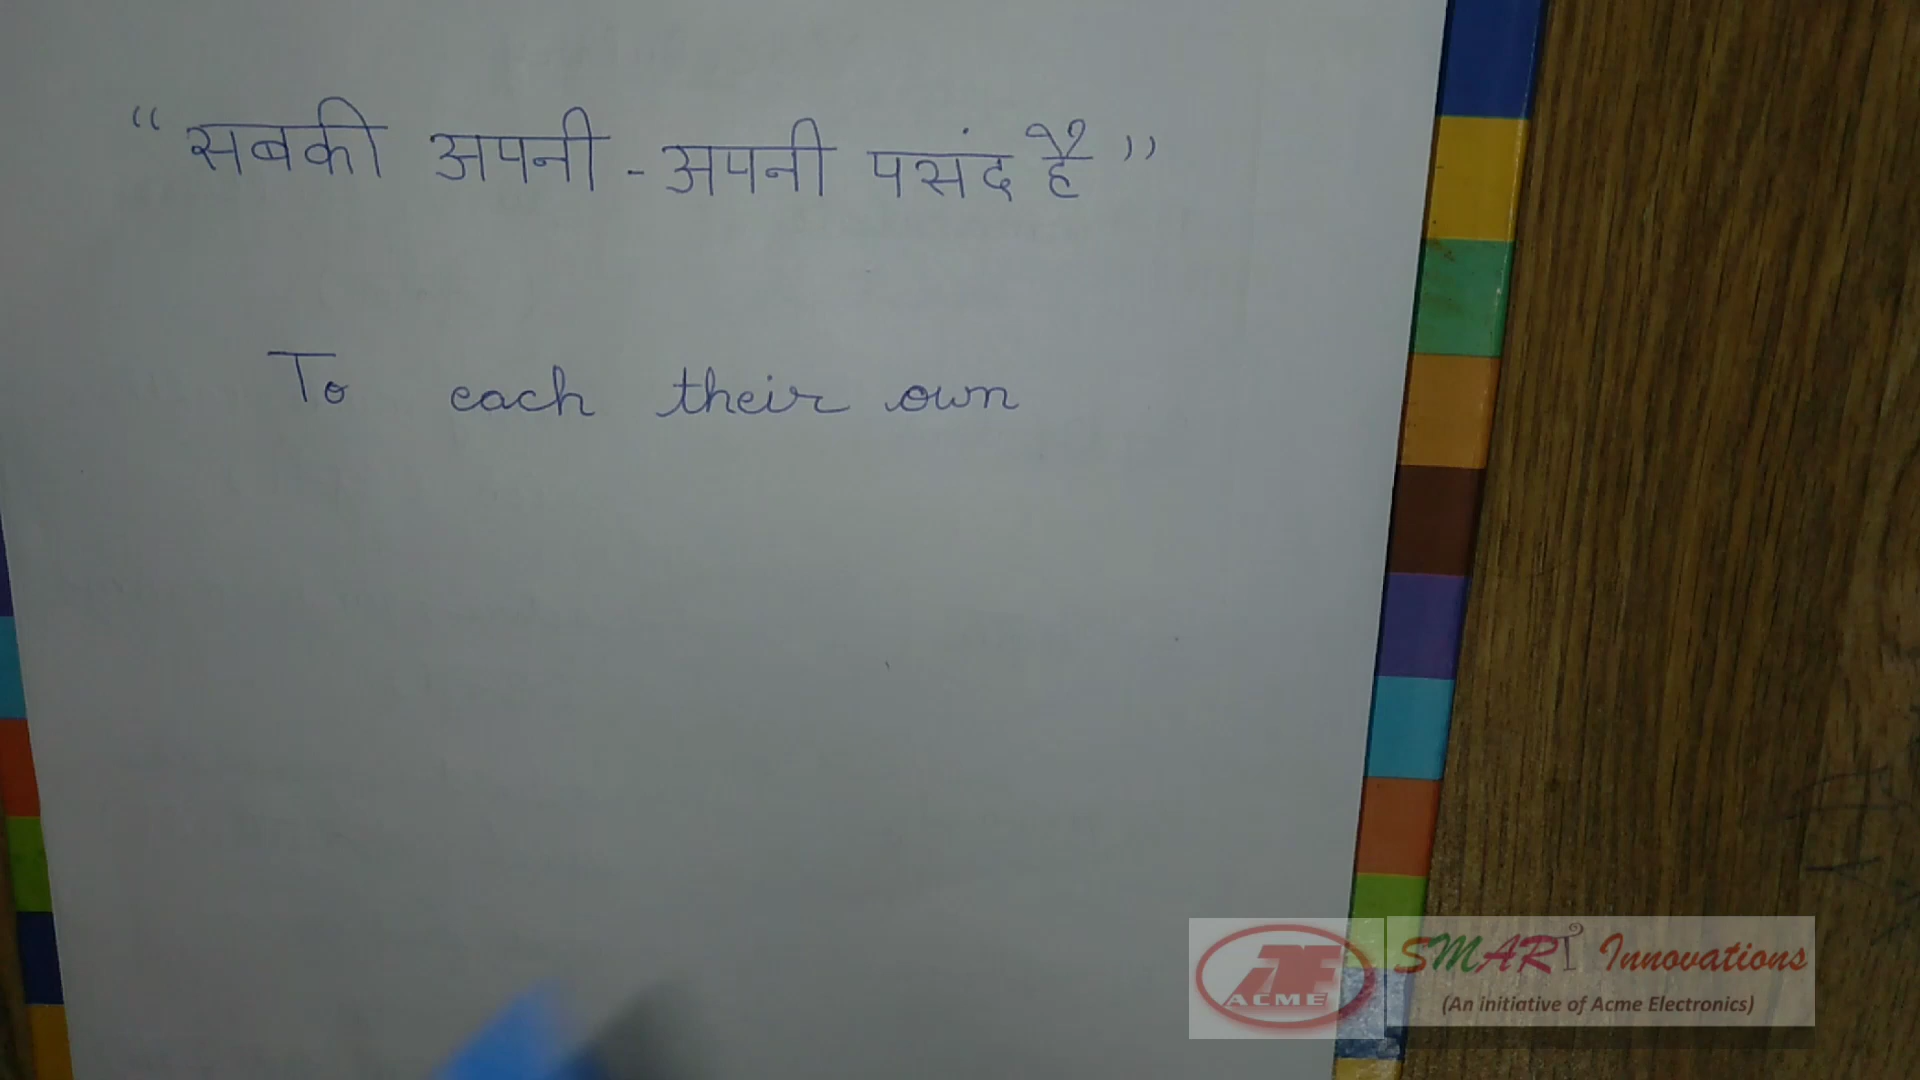 “सबकी अपनी - अपनी पसंद है”
To each their own
ACME
SMART Innovations
(An initiative of Acme Electronics)